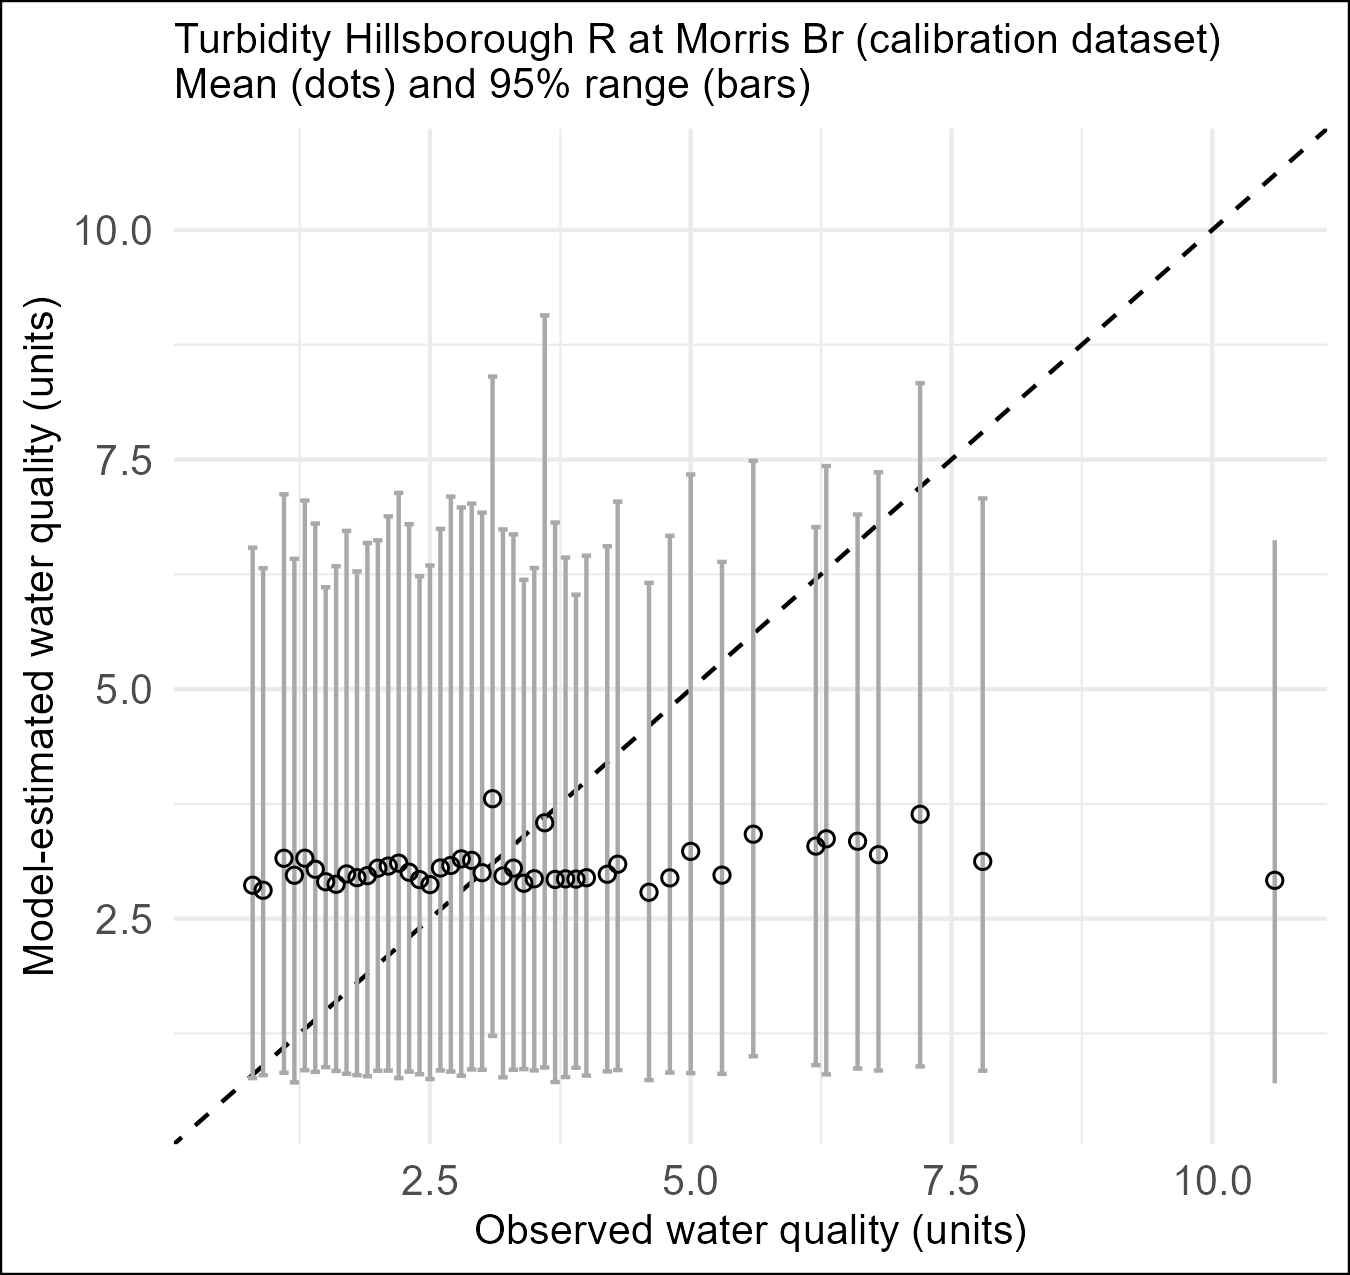 Turbidity Hillsborough R at Morris Br (calibration dataset)
Mean (dots) and 95% range (bars)
Model-estimated water quality (units)
10.0
7.5
5.0
2.5
2.5 5.0 7.5 10.0
Observed water quality (units)